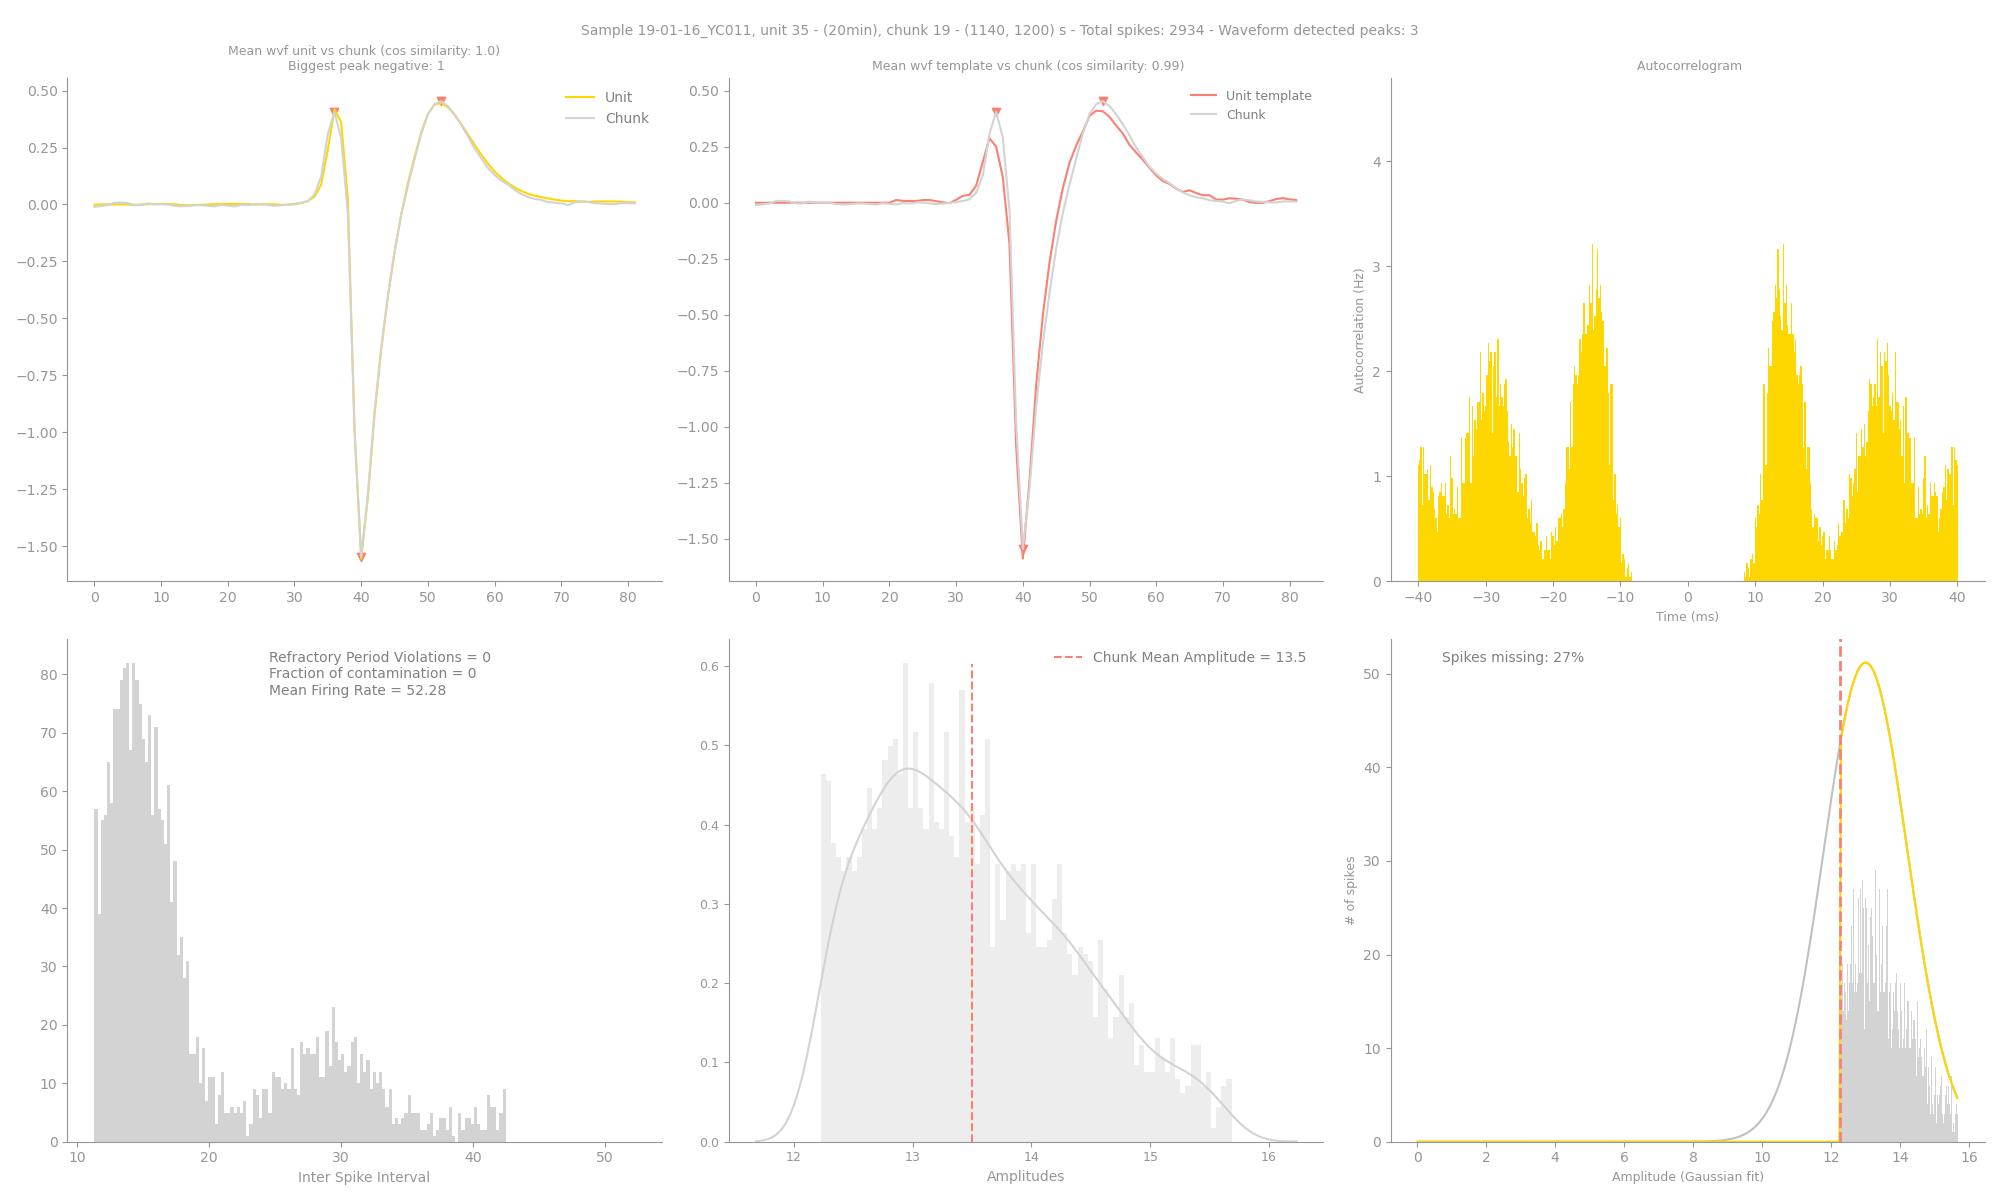 Sample 19-01-16_YC011, unit 35 - (20min), chunk 19 - (1140, 1200) s - Total spikes: 2934 - Waveform detected peaks: 3
Mean wvf unit vs chunk (cos similarity: 1.0)
Biggest peak negative: 1
Unit
Chunk
0.50
0.25
0.00
−0.25
−0.50
−0.75
−1.00
−1.25
−1.50
0 10 20 30 40 50 60 70 80
Mean wvf template vs chunk (cos similarity: 0.99)
Unit template
Chunk
0.50
0.25
0.00
−0.25
−0.50
−0.75
−1.00
−1.25
−1.50
0 10 20 30 40 50 60 70 80
Autocorrelogram
Autocorrelation (Hz)
4
3
2
1
0
−40 −30 −20 −10 0 10 20 30 40
Time (ms)
Refractory Period Violations = 0
Fraction of contamination = 0
Mean Firing Rate = 52.28
80
70
60
50
40
30
20
10
0
10 20 30 40 50
Inter Spike Interval
Chunk Mean Amplitude = 13.5
0.6
0.5
0.4
0.3
0.2
0.1
0.0
12 13 14 15 16
Amplitudes
Spikes missing: 27%
# of spikes
50
40
30
20
10
0
0 2 4 6 8 10 12 14 16
Amplitude (Gaussian fit)